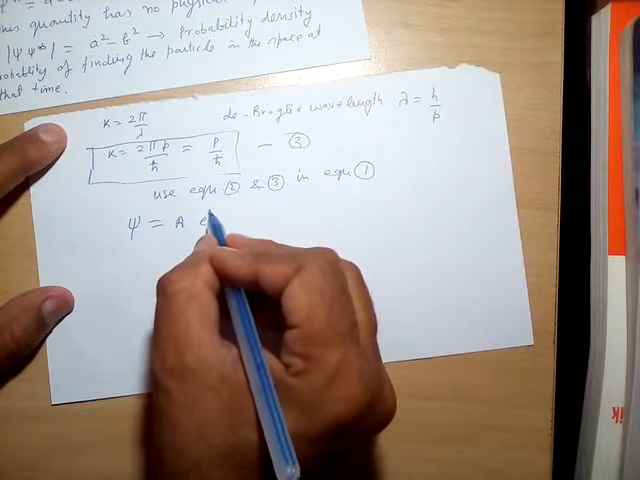 this quantity has no physical
|ψ ψ*| = a² - b² → Probability density
probability of finding the particle in the space at
that time.
K = 2π/λ de-Broglie wavelength λ = h/p
K = 2πp/h = p/ħ — ③
use eqn. ② & ③ in eqn ①
ψ = A e
ik